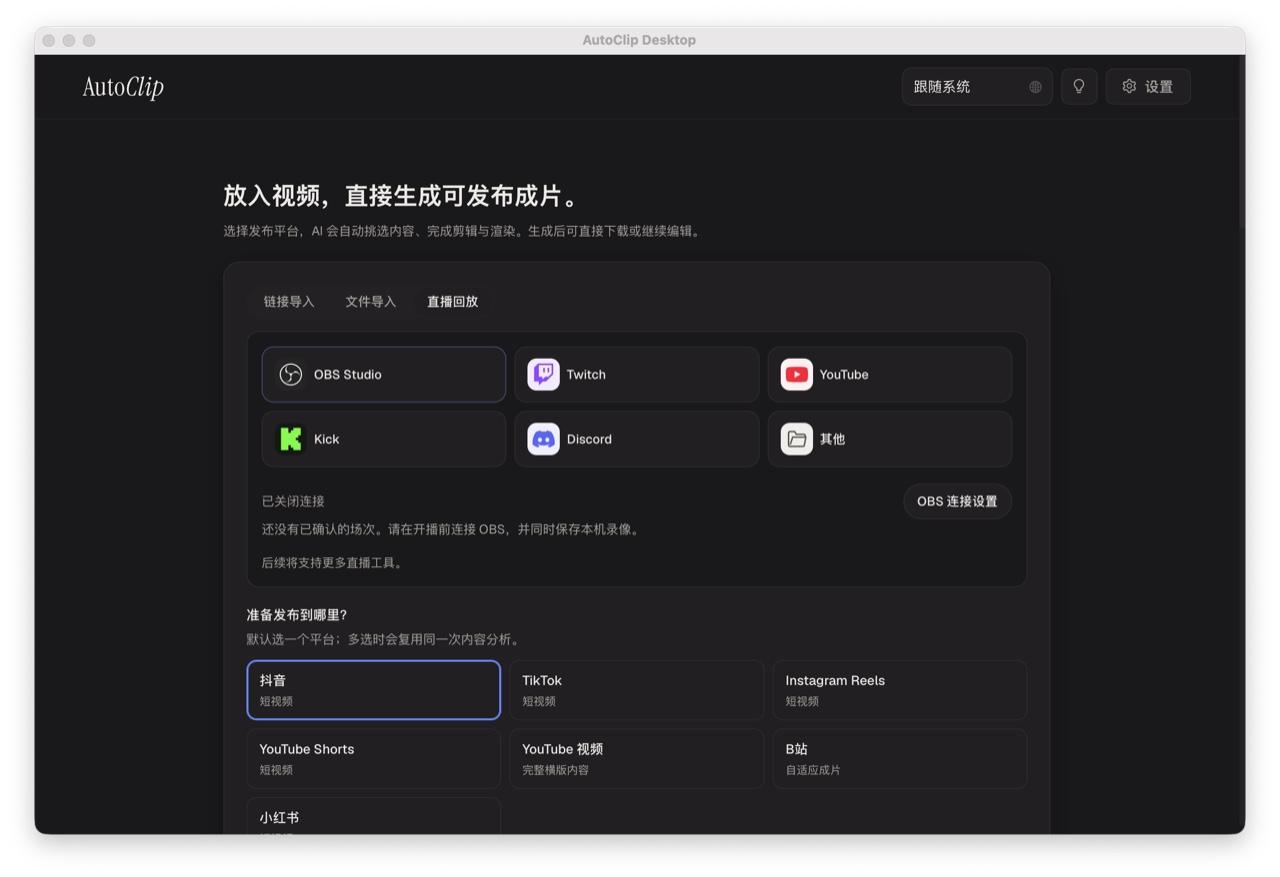 AutoClip Desktop
AutoClip
跟随系统
设置
放入视频，直接生成可发布成片。
选择发布平台，AI 会自动挑选内容、完成剪辑与渲染。生成后可直接下载或继续编辑。
链接导入 文件导入 直播回放
OBS Studio
Twitch
YouTube
Kick
Discord
其他
已关闭连接
OBS 连接设置
还没有已确认的场次。请在开播前连接 OBS，并同时保存本机录像。
后续将支持更多直播工具。
准备发布到哪里？
默认选一个平台；多选时会复用同一次内容分析。
抖音
短视频
TikTok
短视频
Instagram Reels
短视频
YouTube Shorts
短视频
YouTube 视频
完整横版内容
B站
自适应成片
小红书